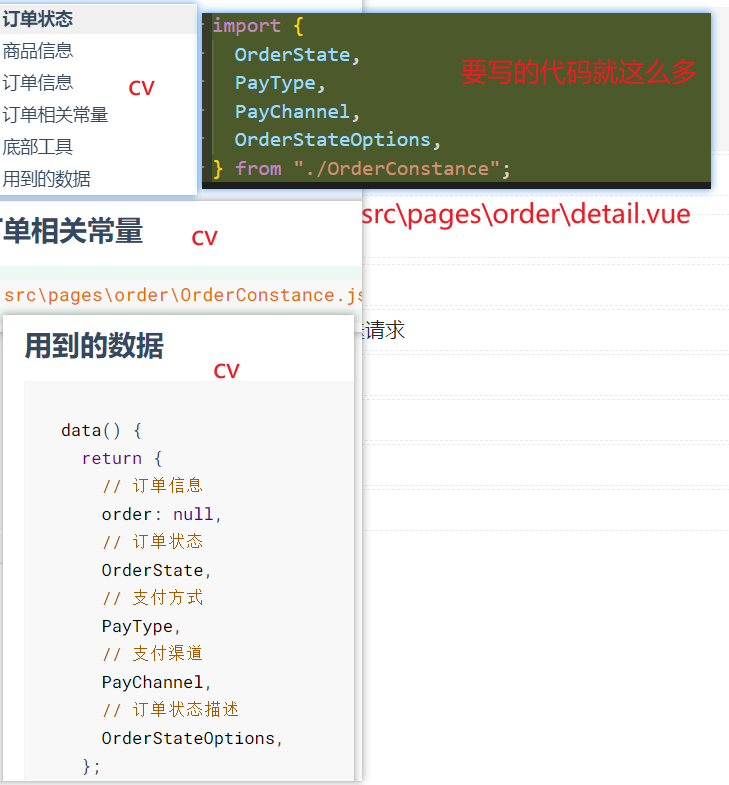 订单状态
商品信息
订单信息
订单相关常量
底部工具
用到的数据
cv
import {
OrderState,
PayType,
PayChannel,
OrderStateOptions,
} from "./OrderConstance";
要写的代码就这么多
src\pages\order\detail.vue
单相关常量
cv
src\pages\order\OrderConstance.js
请求
用到的数据
cv
data() {
return {
// 订单信息
order: null,
// 订单状态
OrderState,
// 支付方式
PayType,
// 支付渠道
PayChannel,
// 订单状态描述
OrderStateOptions,
};